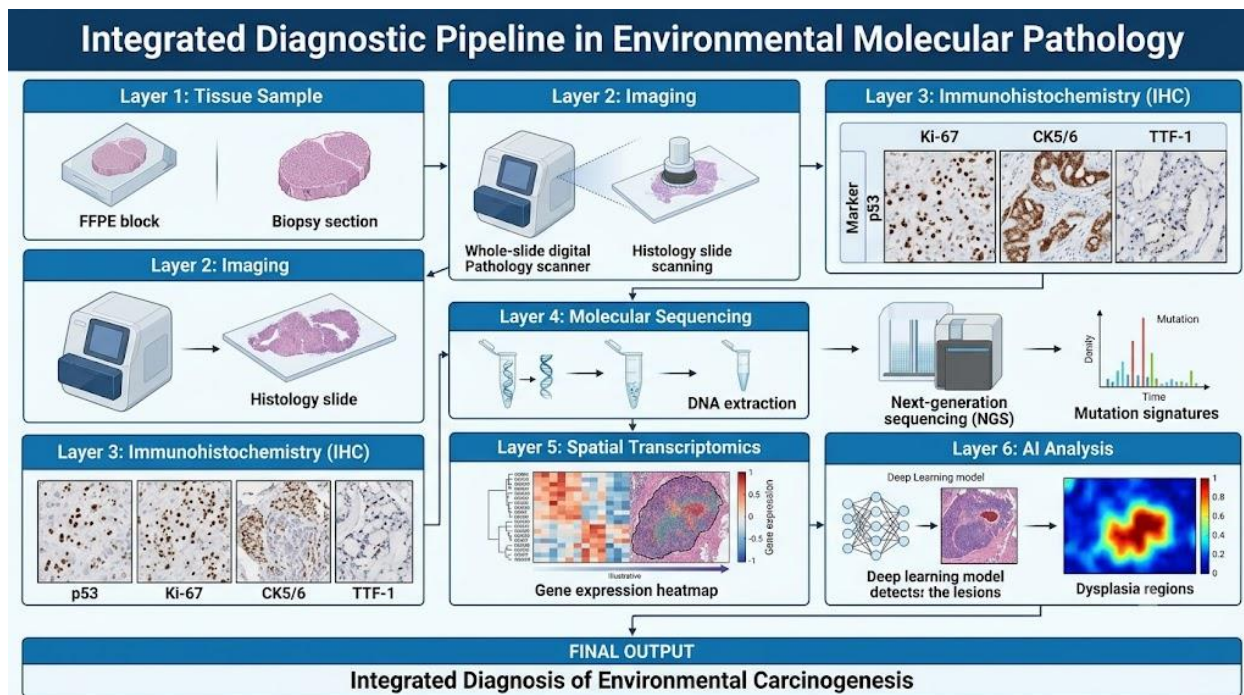 Integrated Diagnostic Pipeline in Environmental Molecular Pathology
Layer 1: Tissue Sample
FFPE block
Biopsy section
Layer 2: Imaging
Whole-slide digital
Pathology scanner
Histology slide
scanning
Layer 3: Immunohistochemistry (IHC)
Ki-67
CK5/6
TTF-1
Marker
p53
Layer 2: Imaging
Histology slide
Layer 4: Molecular Sequencing
DNA extraction
Next-generation
sequencing (NGS)
Mutation
Density
Time
Mutation signatures
Layer 3: Immunohistochemistry (IHC)
p53
Ki-67
CK5/6
TTF-1
Layer 5: Spatial Transcriptomics
1
0.5
0
-0.5
-1
Gene expression
Illustrative
Gene expression heatmap
Layer 6: AI Analysis
Deep Learning model
Deep learning model
detects: the lesions
1
0.8
0.6
0.4
0.2
0
Dysplasia regions
FINAL OUTPUT
Integrated Diagnosis of Environmental Carcinogenesis